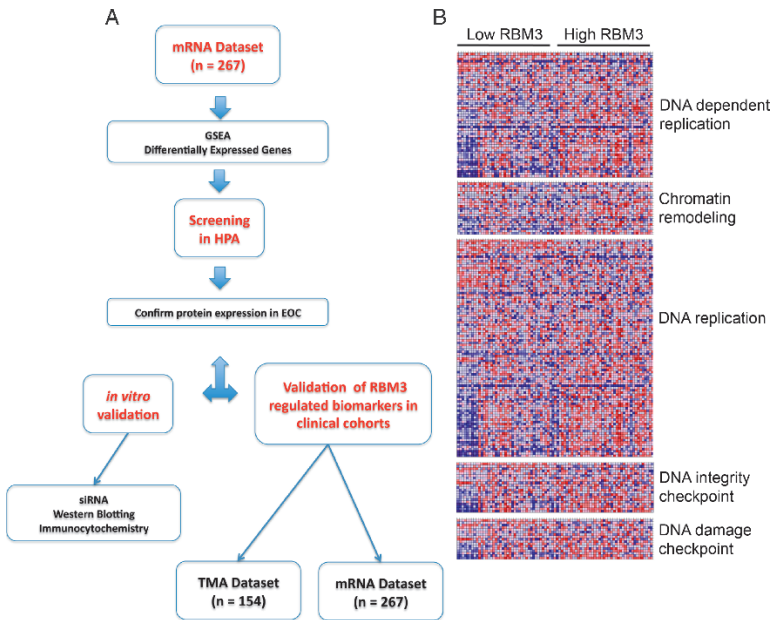 A
mRNA Dataset
(n = 267)
GSEA
Differentially Expressed Genes
Screening
in HPA
Confirm protein expression in EOC
in vitro
validation
Validation of RBM3
regulated biomarkers in
clinical cohorts
siRNA
Western Blotting
Immunocytochemistry
TMA Dataset
(n = 154)
mRNA Dataset
(n = 267)
B
Low RBM3
High RBM3
DNA dependent
replication
Chromatin
remodeling
DNA replication
DNA integrity
checkpoint
DNA damage
checkpoint